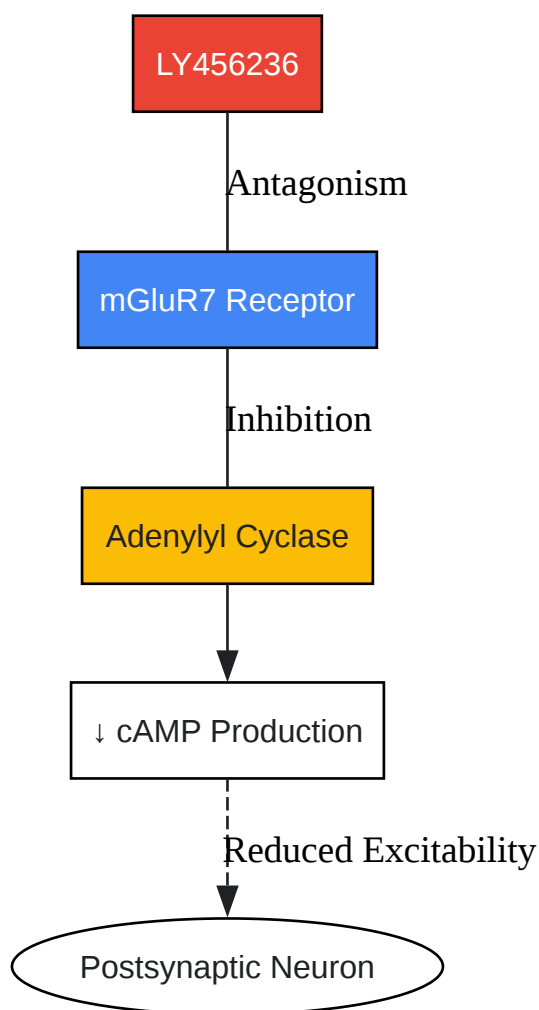 LY456236
Antagonism
mGluR7 Receptor
Inhibition
Adenylyl Cyclase
↓ cAMP Production
Reduced Excitability
Postsynaptic Neuron